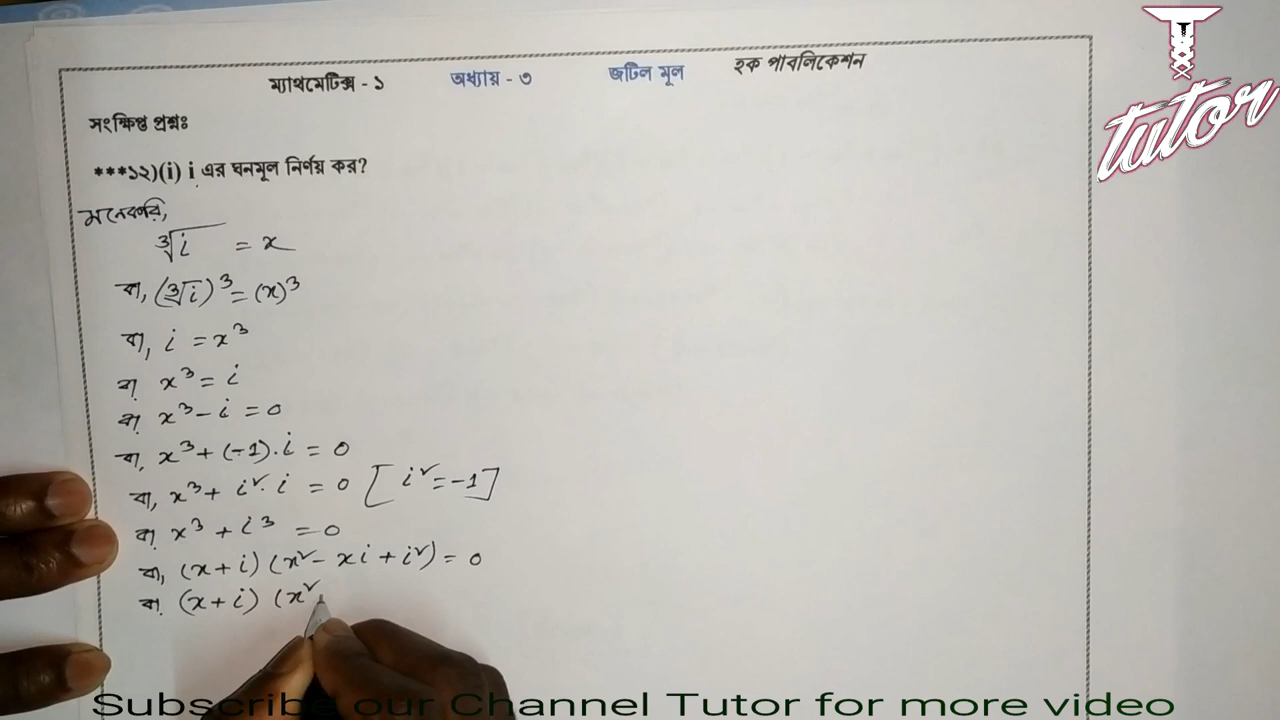 ম্যাথমেটিক্স - ১ অধ্যায় - ৩ জটিল মূল হক পাবলিকেশন
tutor
সংক্ষিপ্ত প্রশ্নঃ
***১২)(i) i এর ঘনমূল নির্ণয় কর?
মনেকরি,
∛i = x
বা, (∛i)³ = (x)³
বা, i = x³
বা, x³ = i
বা, x³ - i = 0
বা, x³ + (-1).i = 0
বা, x³ + i². i = 0 [i² = -1]
বা, x³ + i³ = 0
বা, (x+i) (x² - xi + i²) = 0
বা, (x+i) (x²
Subscribe our Channel Tutor for more video